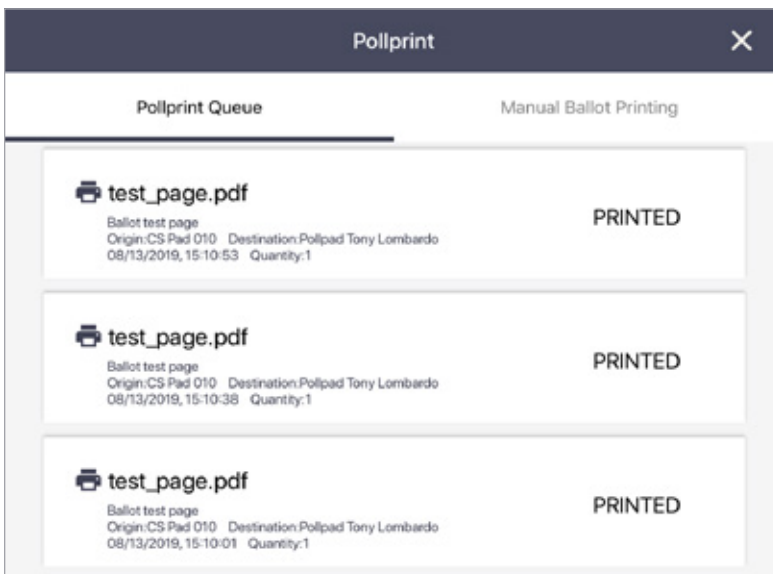 Pollprint
Pollprint Queue Manual Ballot Printing
test_page.pdf
Ballot test page
Origin:CS Pad 010 Destination:Pollpad Tony Lombardo
08/13/2019, 15:10:53 Quantity:1
PRINTED
test_page.pdf
Ballot test page
Origin:CS Pad 010 Destination:Pollpad Tony Lombardo
08/13/2019, 15:10:38 Quantity:1
PRINTED
test_page.pdf
Ballot test page
Origin:CS Pad 010 Destination:Pollpad Tony Lombardo
08/13/2019, 15:10:01 Quantity:1
PRINTED